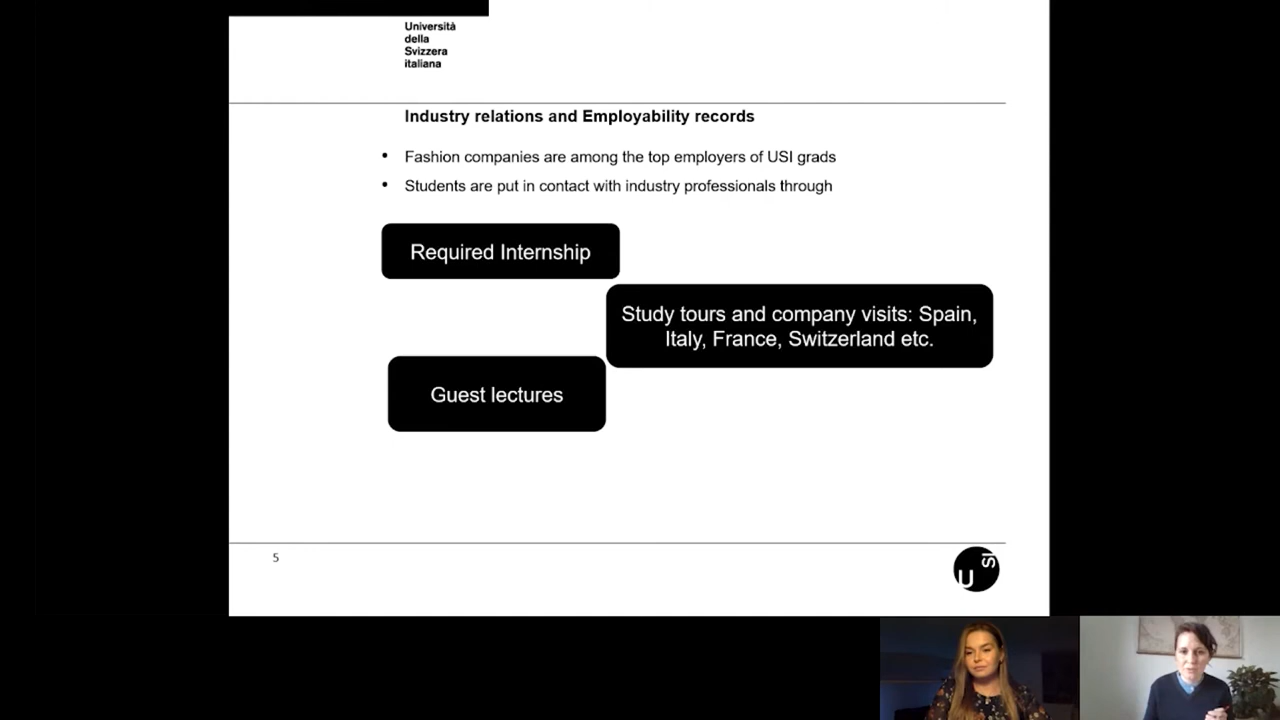 Università
della
Svizzera
italiana
Industry relations and Employability records
• Fashion companies are among the top employers of USI grads
• Students are put in contact with industry professionals through
Required Internship
Study tours and company visits: Spain,
Italy, France, Switzerland etc.
Guest lectures
5
U
SI